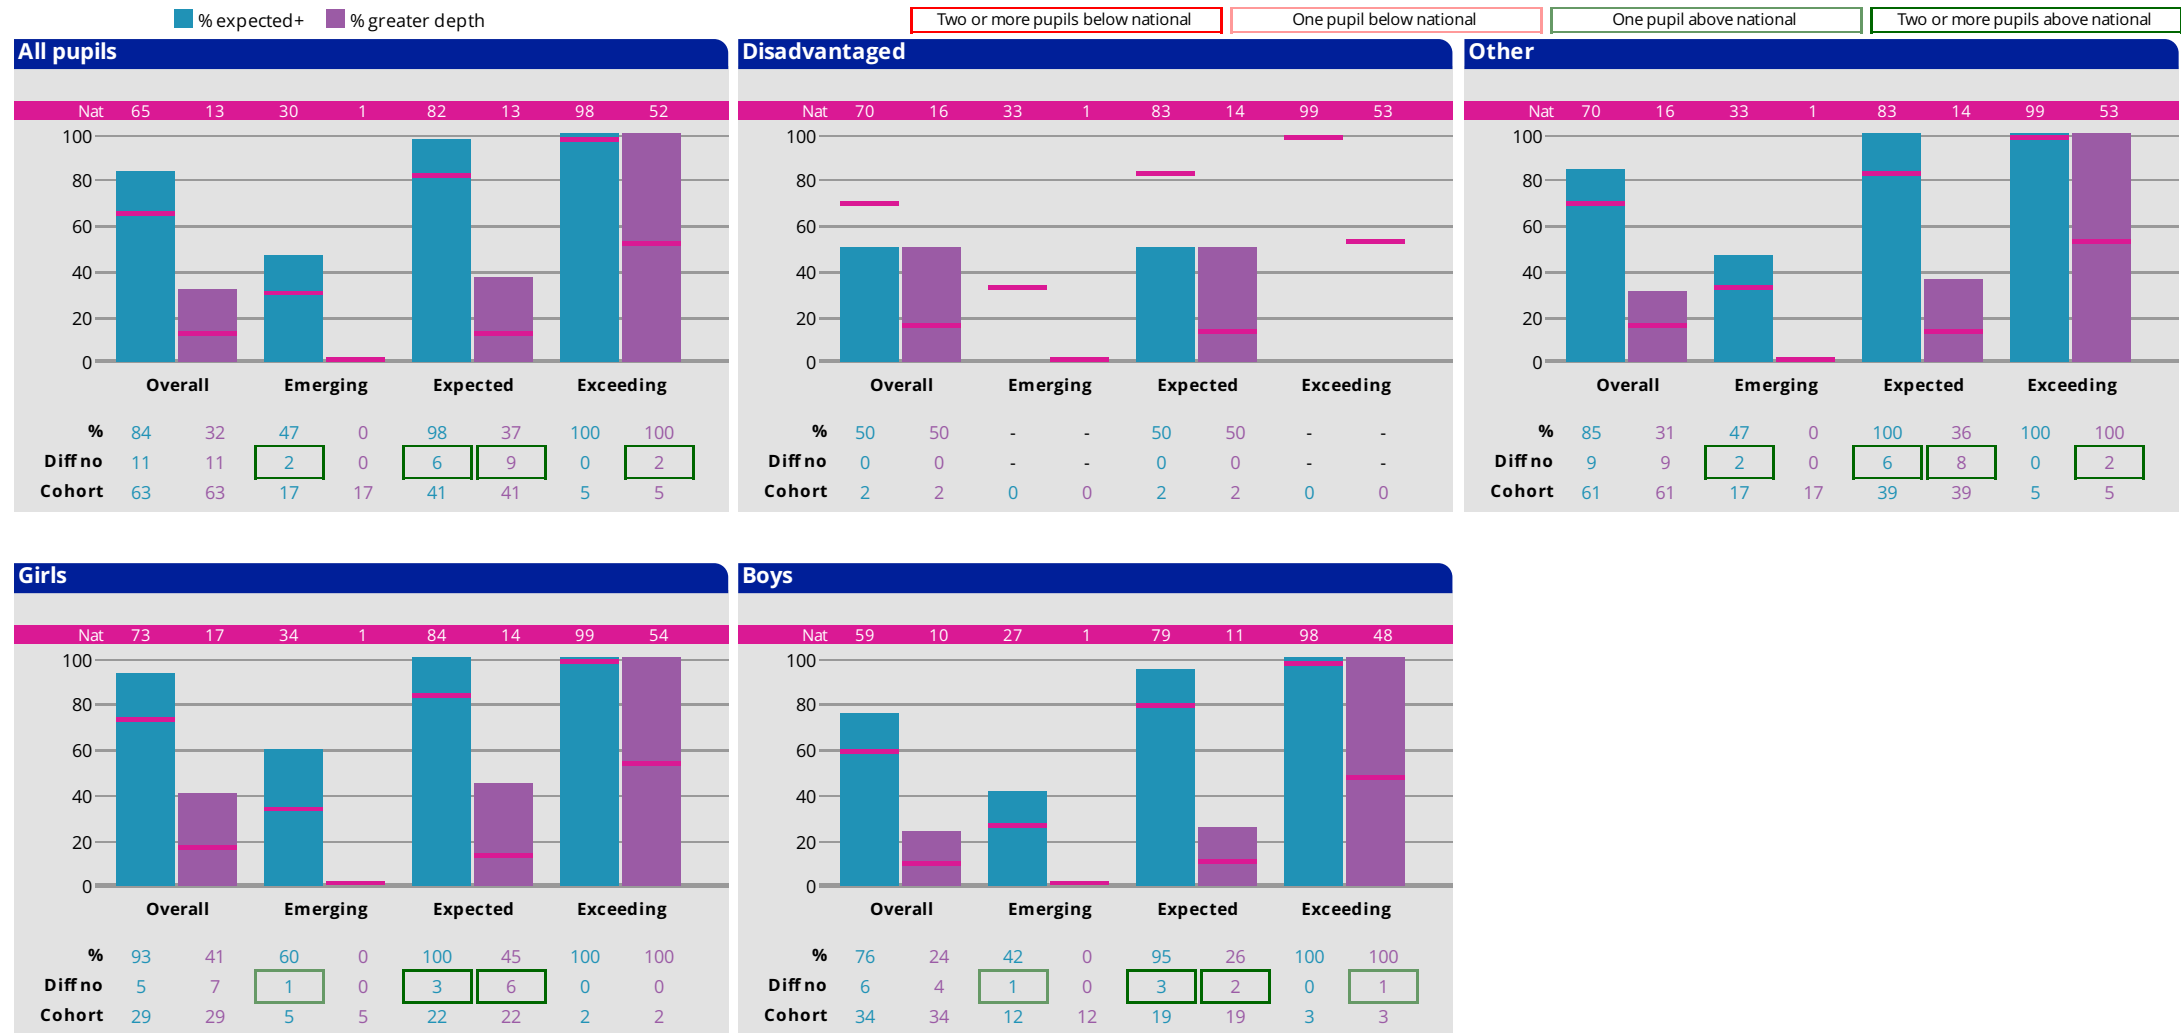 % expected+ % greater depth
Two or more pupils below national One pupil below national One pupil above national Two or more pupils above national
All pupils
Nat 65 13 30 1 82 13 98 52
100
80
60
40
20
0
Overall Emerging Expected Exceeding
% 84 32 47 0 98 37 100 100
Diff no 11 11 2 0 6 9 0 2
Cohort 63 63 17 17 41 41 5 5
Disadvantaged
Nat 70 16 33 1 83 14 99 53
100
80
60
40
20
0
Overall Emerging Expected Exceeding
% 50 50 - - 50 50 - -
Diff no 0 0 - - 0 0 - -
Cohort 2 2 0 0 2 2 0 0
Other
Nat 70 16 33 1 83 14 99 53
100
80
60
40
20
0
Overall Emerging Expected Exceeding
% 85 31 47 0 100 36 100 100
Diff no 9 9 2 0 6 8 0 2
Cohort 61 61 17 17 39 39 5 5
Girls
Nat 73 17 34 1 84 14 99 54
100
80
60
40
20
0
Overall Emerging Expected Exceeding
% 93 41 60 0 100 45 100 100
Diff no 5 7 1 0 3 6 0 0
Cohort 29 29 5 5 22 22 2 2
Boys
Nat 59 10 27 1 79 11 98 48
100
80
60
40
20
0
Overall Emerging Expected Exceeding
% 76 24 42 0 95 26 100 100
Diff no 6 4 1 0 3 2 0 1
Cohort 34 34 12 12 19 19 3 3